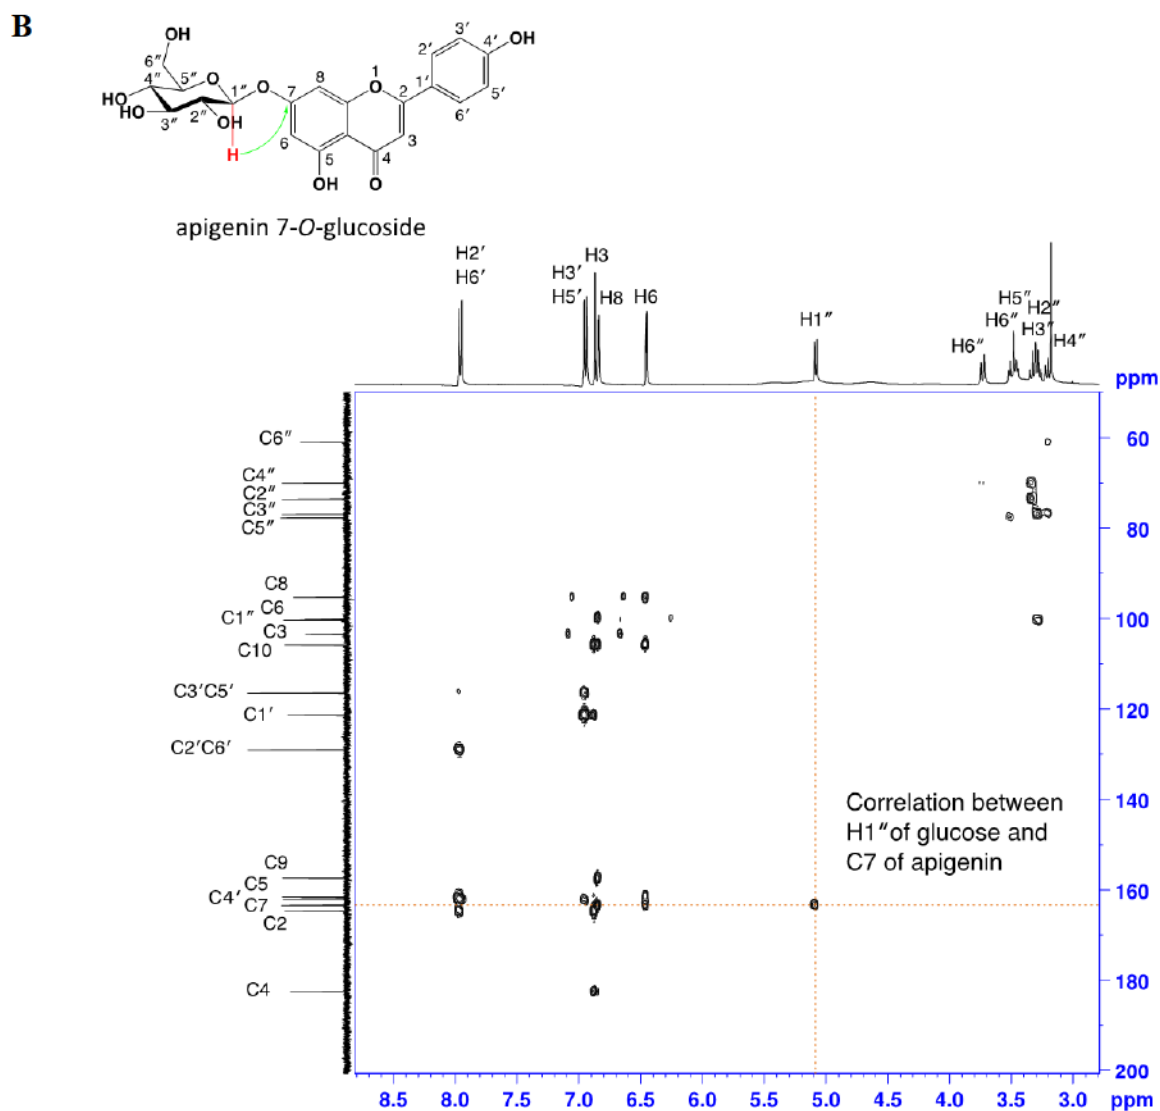 B
OH
6″
HO
4″
5″
O
1″
O
HO
3″
2″
OH
H
7
8
6
5
OH
O
1
2
3
4
O
1′
2′
3′
4′
OH
5′
6′
apigenin 7-O-glucoside
H2′
H6′
H3′
H5′
H3
H8
H6
H1″
H6″
H5″
H6″
H2″
H3″
H4″
ppm
C6″
C4″
C2″
C3″
C5″
C8
C6
C1″
C3
C10
C3′C5′
C1′
C2′C6′
C9
C5
C4′
C7
C2
C4
Correlation between
H1″of glucose and
C7 of apigenin
60
80
100
120
140
160
180
200
8.5 8.0 7.5 7.0 6.5 6.0 5.5 5.0 4.5 4.0 3.5 3.0 ppm